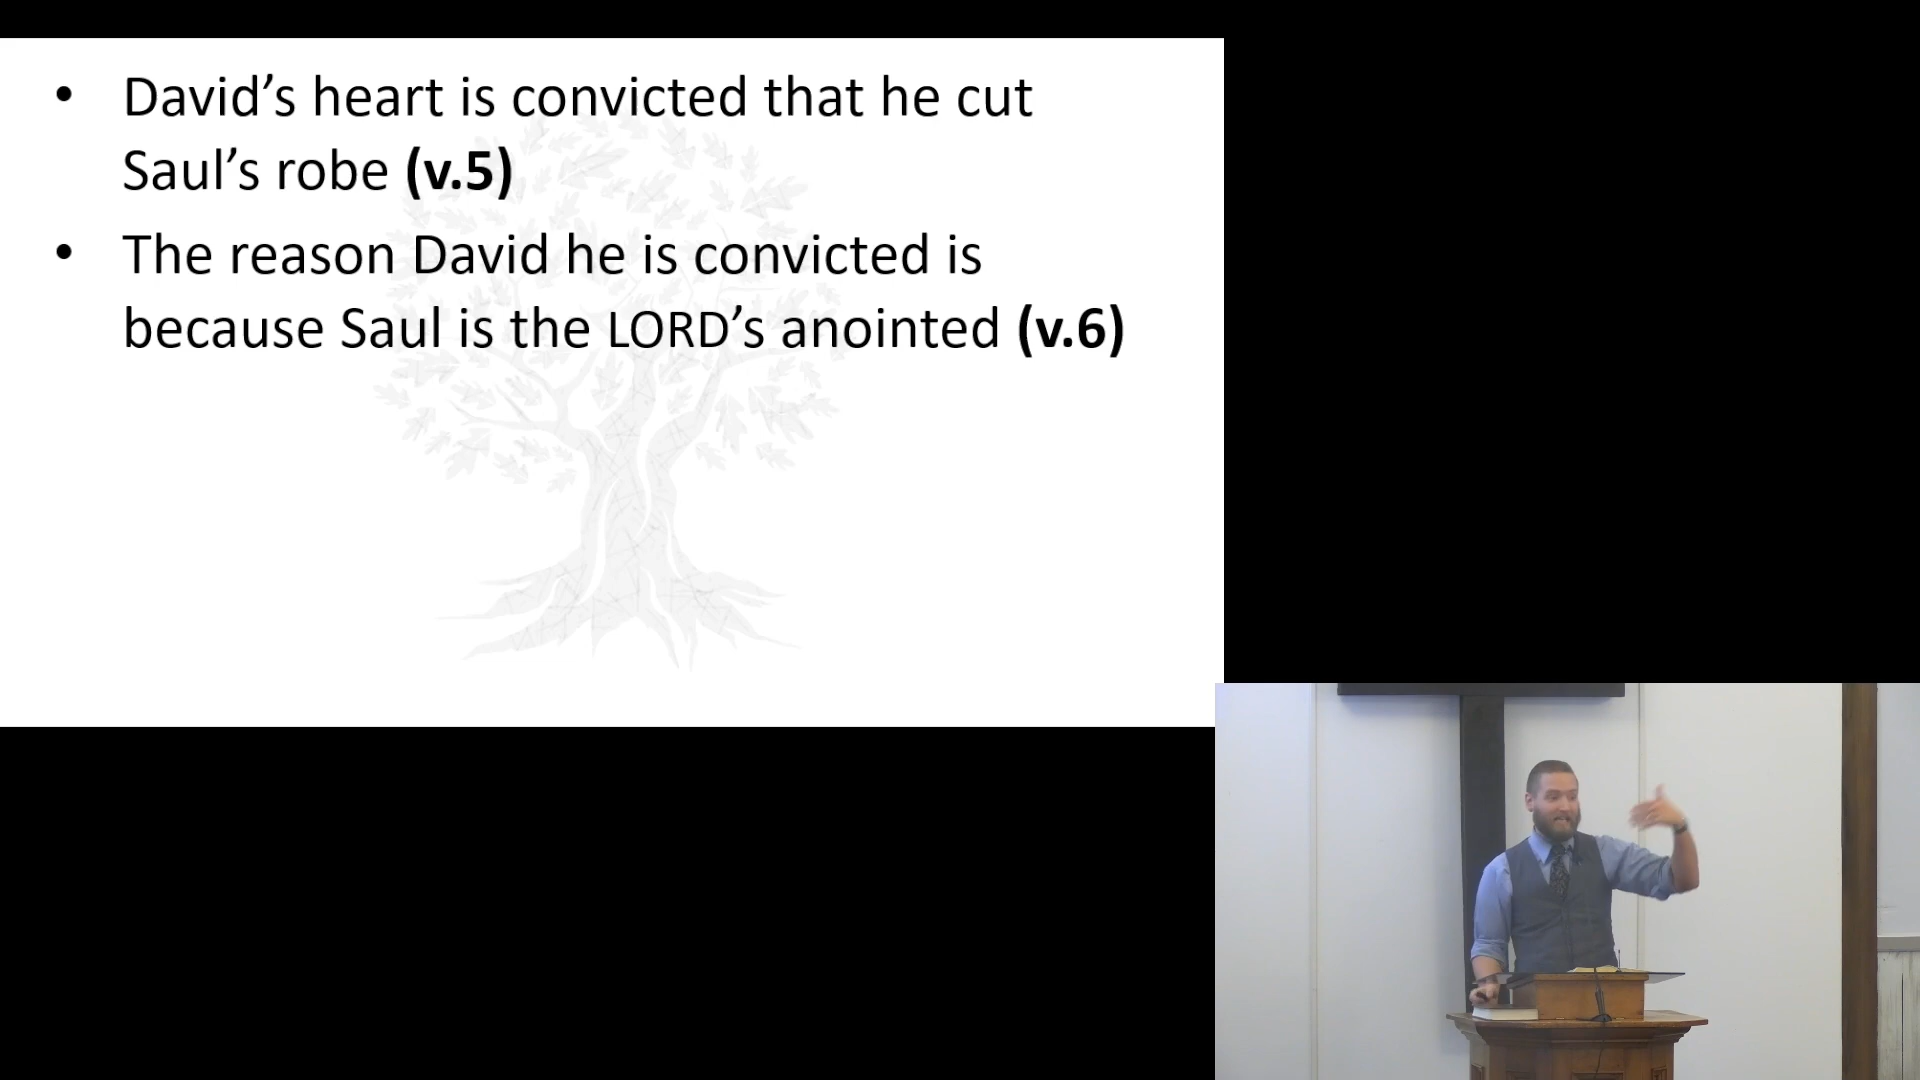 • David’s heart is convicted that he cut
Saul’s robe (v.5)
• The reason David he is convicted is
because Saul is the LORD’s anointed (v.6)